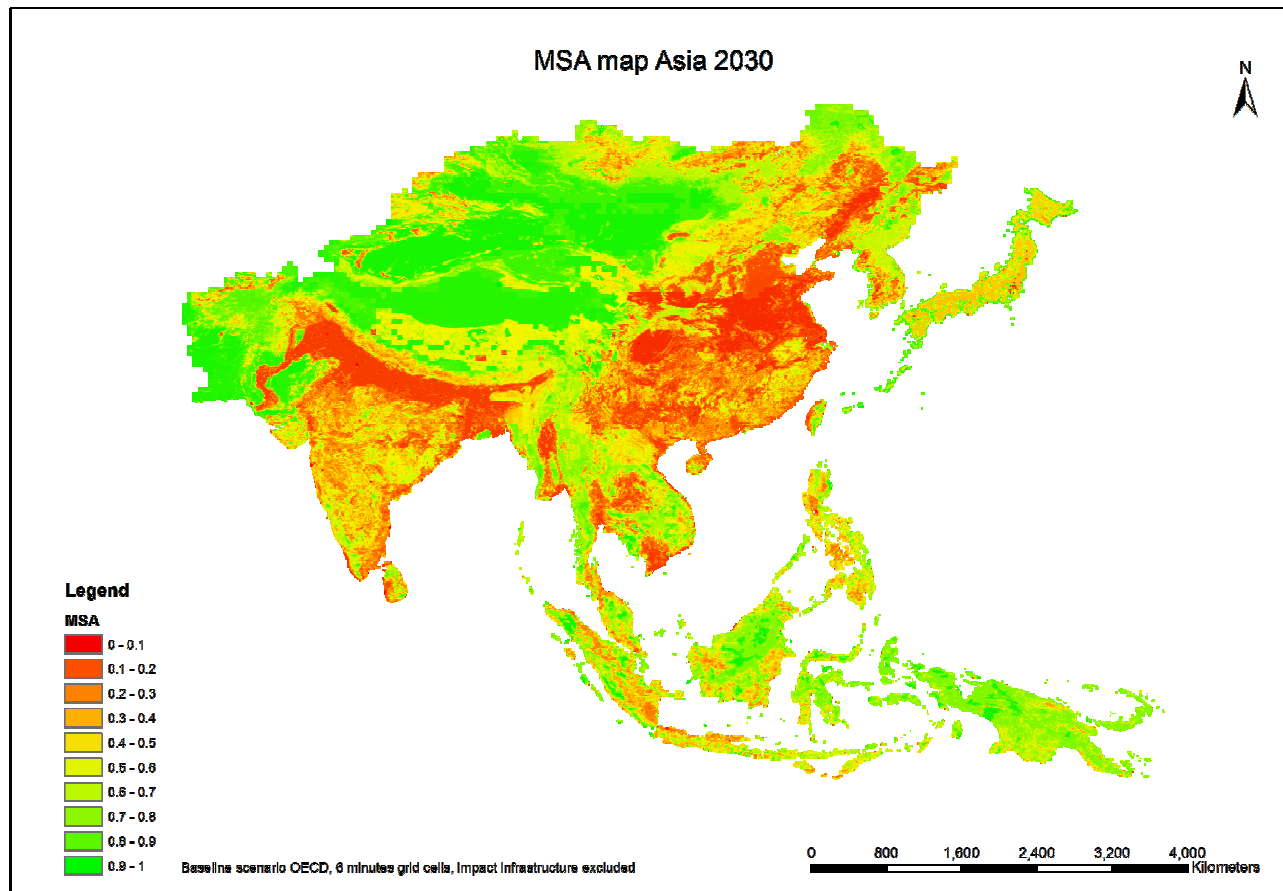 MSA map Asia 2030
N
Legend
MSA
0 - 0.1
0.1 - 0.2
0.2 - 0.3
0.3 - 0.4
0.4 - 0.5
0.5 - 0.6
0.6 - 0.7
0.7 - 0.8
0.8 - 0.9
0.9 - 1
Baseline scenario OECD, 6 minutes grid cells, Impact Infrastructure excluded
0 800 1,600 2,400 3,200 4,000
Kilometers